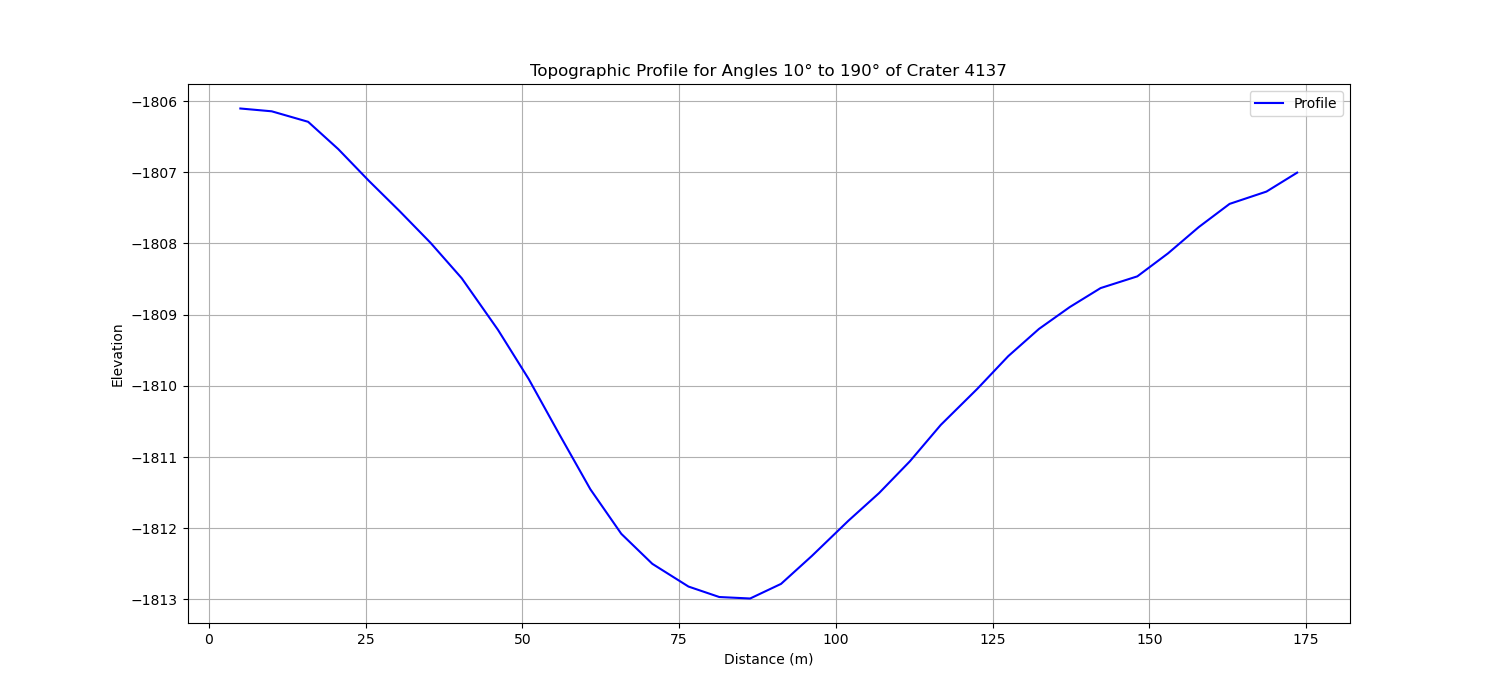 Topographic Profile for Angles 10° to 190° of Crater 4137
Profile
−1806
−1807
−1808
−1809
−1810
−1811
−1812
−1813
Elevation
0 25 50 75 100 125 150 175
Distance (m)